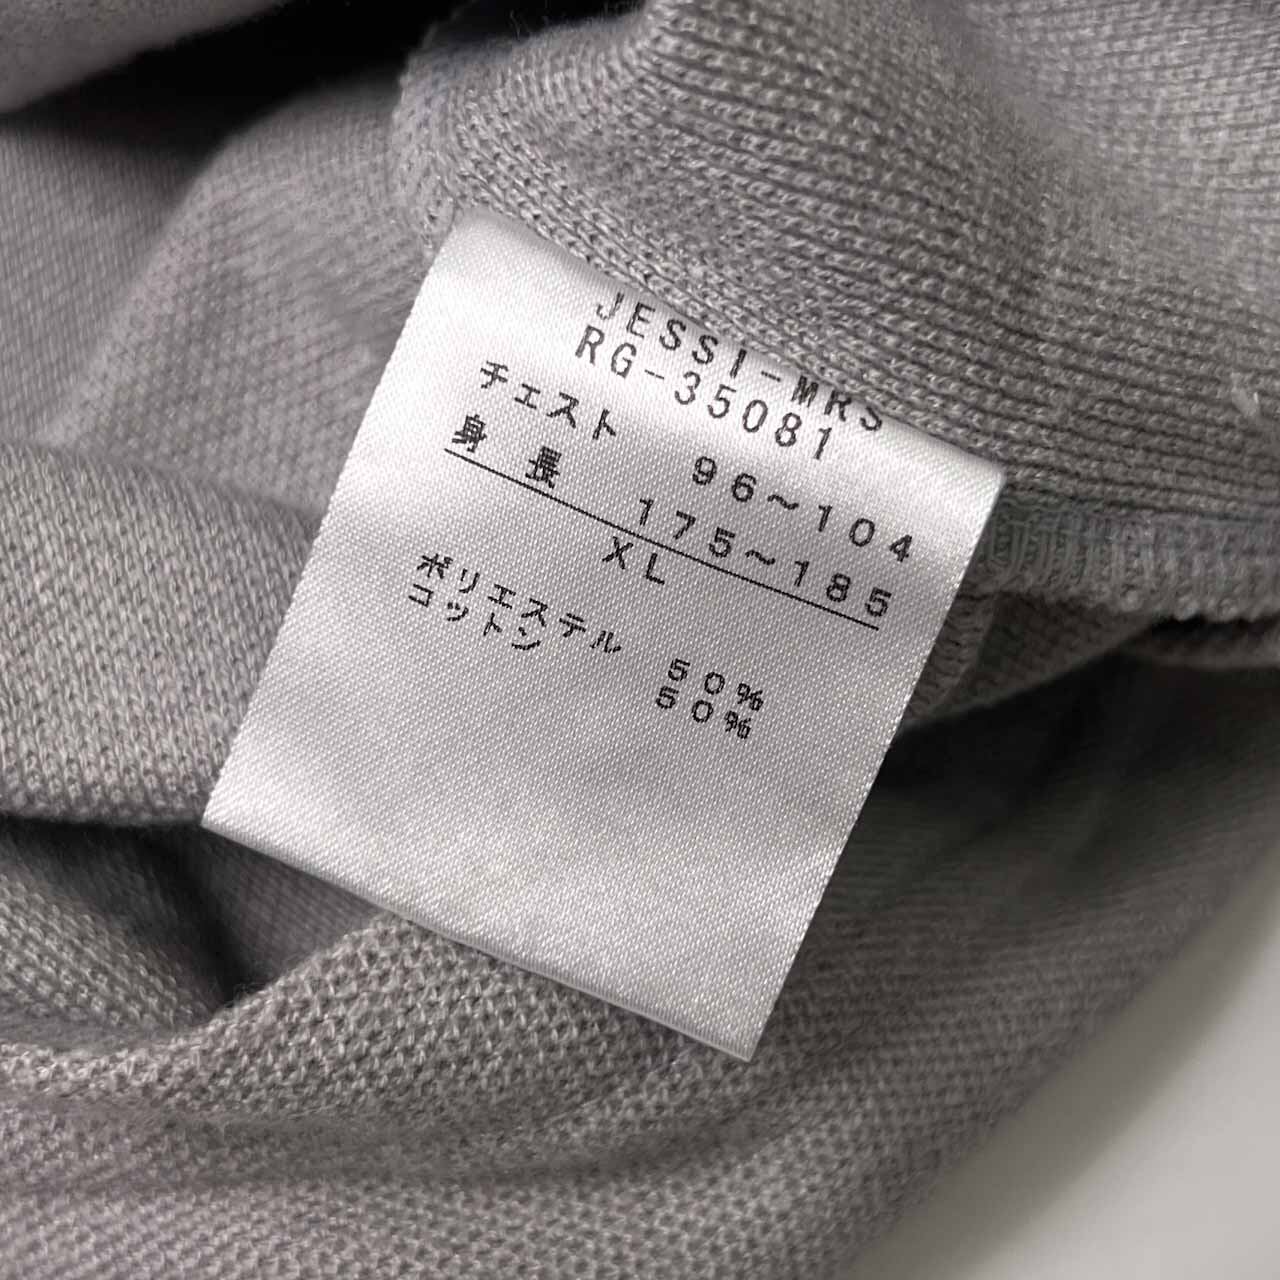 JESSI-MRS
RG-35081
チェスト 96~104
身長 175~185
XL
ポリエステル 50%
コットン 50%